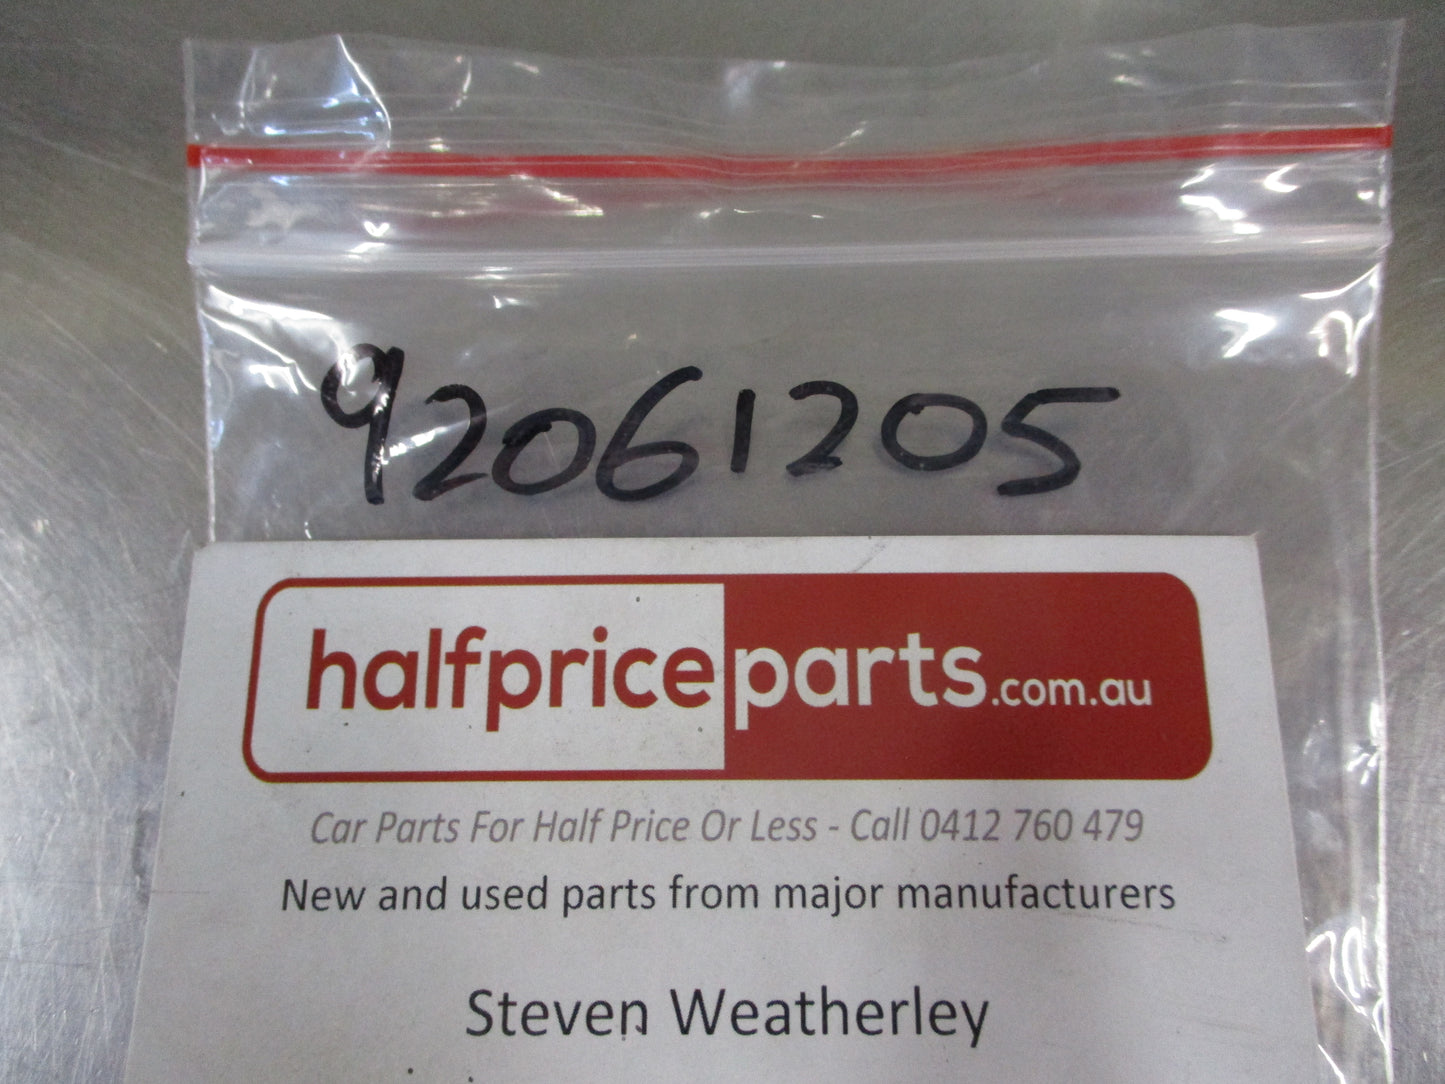 92061205
halfpriceparts.com.au
Car Parts For Half Price Or Less - Call 0412 760 479
New and used parts from major manufacturers
Steven Weatherley